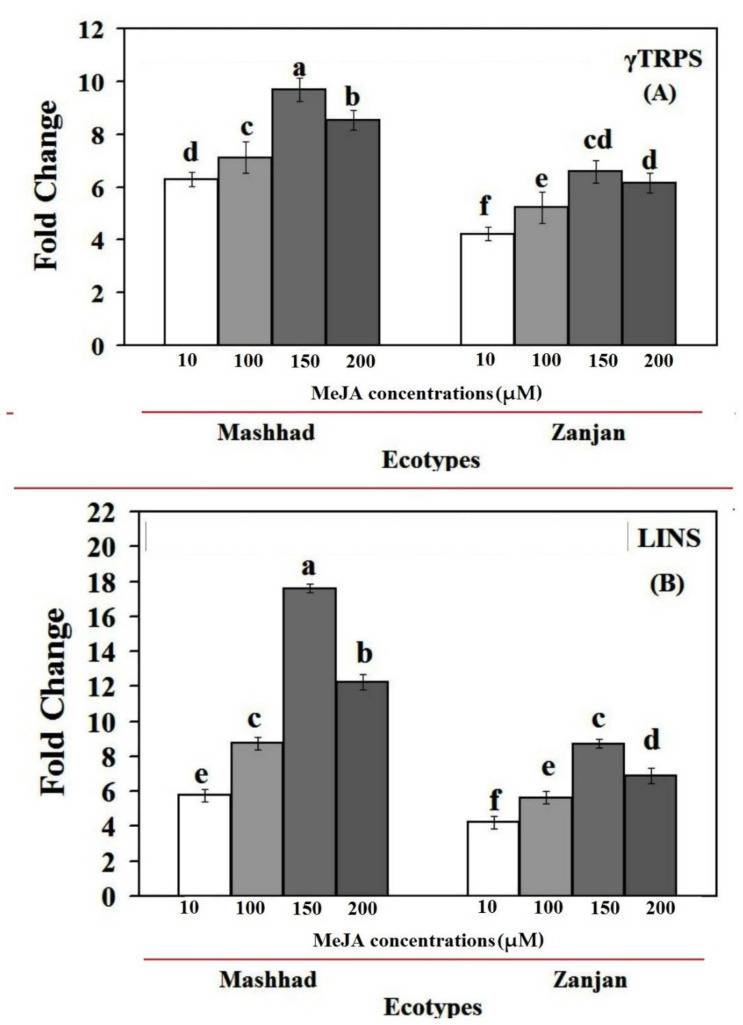 12
γTRPS
(A)
10
8
6
4
2
0
Fold Change
d
c
a
b
f
e
cd
d
10 100 150 200 10 100 150 200
MeJA concentrations (μM)
Mashhad Zanjan
Ecotypes
22
LINS
(B)
20
18
16
14
12
10
8
6
4
2
0
Fold Change
e
c
a
b
f
e
c
d
10 100 150 200 10 100 150 200
MeJA concentrations (μM)
Mashhad Zanjan
Ecotypes